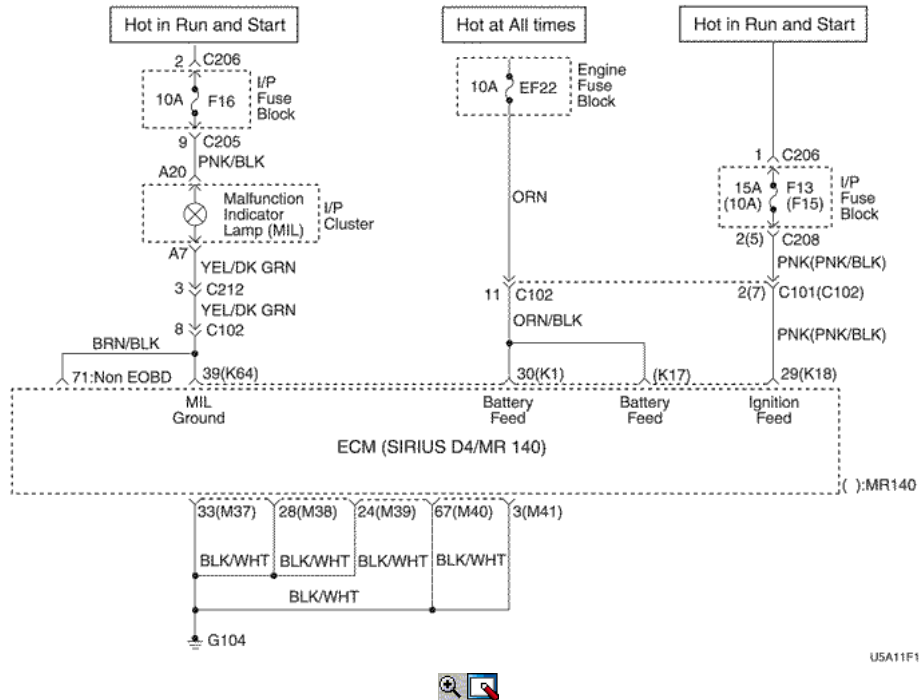 Hot in Run and Start
Hot at All times
Hot in Run and Start
2 C206
10A F16
I/P
Fuse
Block
9 C205
PNK/BLK
A20
Malfunction
Indicator
Lamp (MIL)
I/P
Cluster
A7
YEL/DK GRN
3 C212
YEL/DK GRN
8 C102
BRN/BLK
71:Non EOBD
39(K64)
10A EF22
Engine
Fuse
Block
ORN
11 C102
ORN/BLK
30(K1)
(K17)
1 C206
15A F13
(10A) (F15)
I/P
Fuse
Block
2(5) C208
PNK(PNK/BLK)
2(7) C101(C102)
PNK(PNK/BLK)
29(K18)
MIL
Ground
Battery
Feed
Battery
Feed
Ignition
Feed
ECM (SIRIUS D4/MR 140)
( ):MR140
33(M37) 28(M38) 24(M39) 67(M40) 3(M41)
BLK/WHT BLK/WHT BLK/WHT BLK/WHT
BLK/WHT
G104
U5A11F1